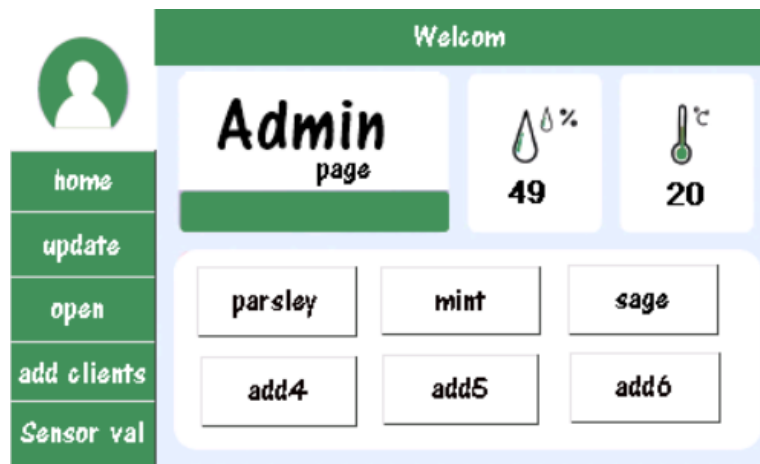 Welcom
Admin
page
%
49
°C
20
home
update
open
add clients
Sensor val
parsley
mint
sage
add4
add5
add6